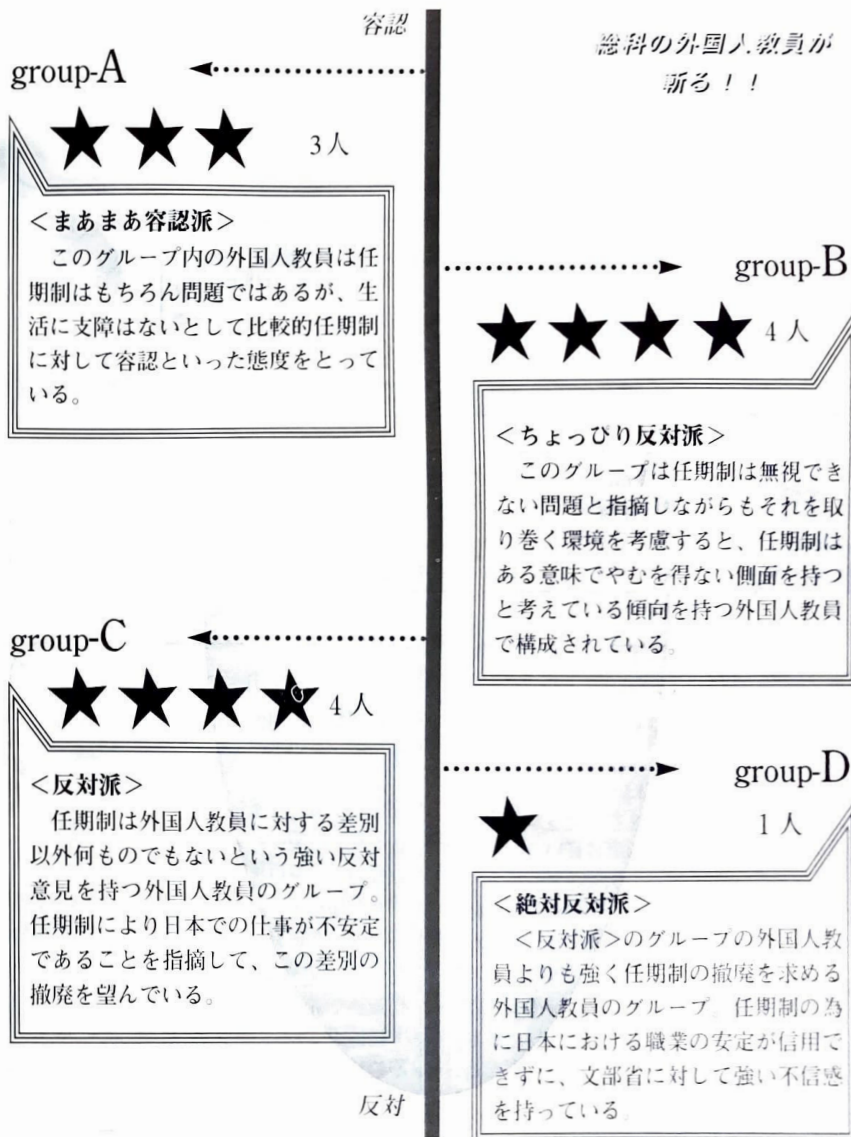 容認
総科の外国人教員が
斬る！！
group-A
3人
＜まあまあ容認派＞
このグループ内の外国人教員は任
期制はもちろん問題ではあるが、生
活に支障はないとして比較的任期制
に対して容認といった態度をとって
いる。
group-B
4人
＜ちょっぴり反対派＞
このグループは任期制は無視でき
ない問題と指摘しながらもそれを取
り巻く環境を考慮すると、任期制は
ある意味でやむを得ない側面を持つ
と考えている傾向を持つ外国人教員
で構成されている。
group-C
4人
＜反対派＞
任期制は外国人教員に対する差別
以外何ものでもないという強い反対
意見を持つ外国人教員のグループ。
任期制により日本での仕事が不安定
であることを指摘して、この差別の
撤廃を望んでいる。
group-D
1人
＜絶対反対派＞
＜反対派＞のグループの外国人教
員よりも強く任期制の撤廃を求める
外国人教員のグループ。任期制の為
に日本における職業の安定が信用で
きずに、文部省に対して強い不信感
を持っている。
反対